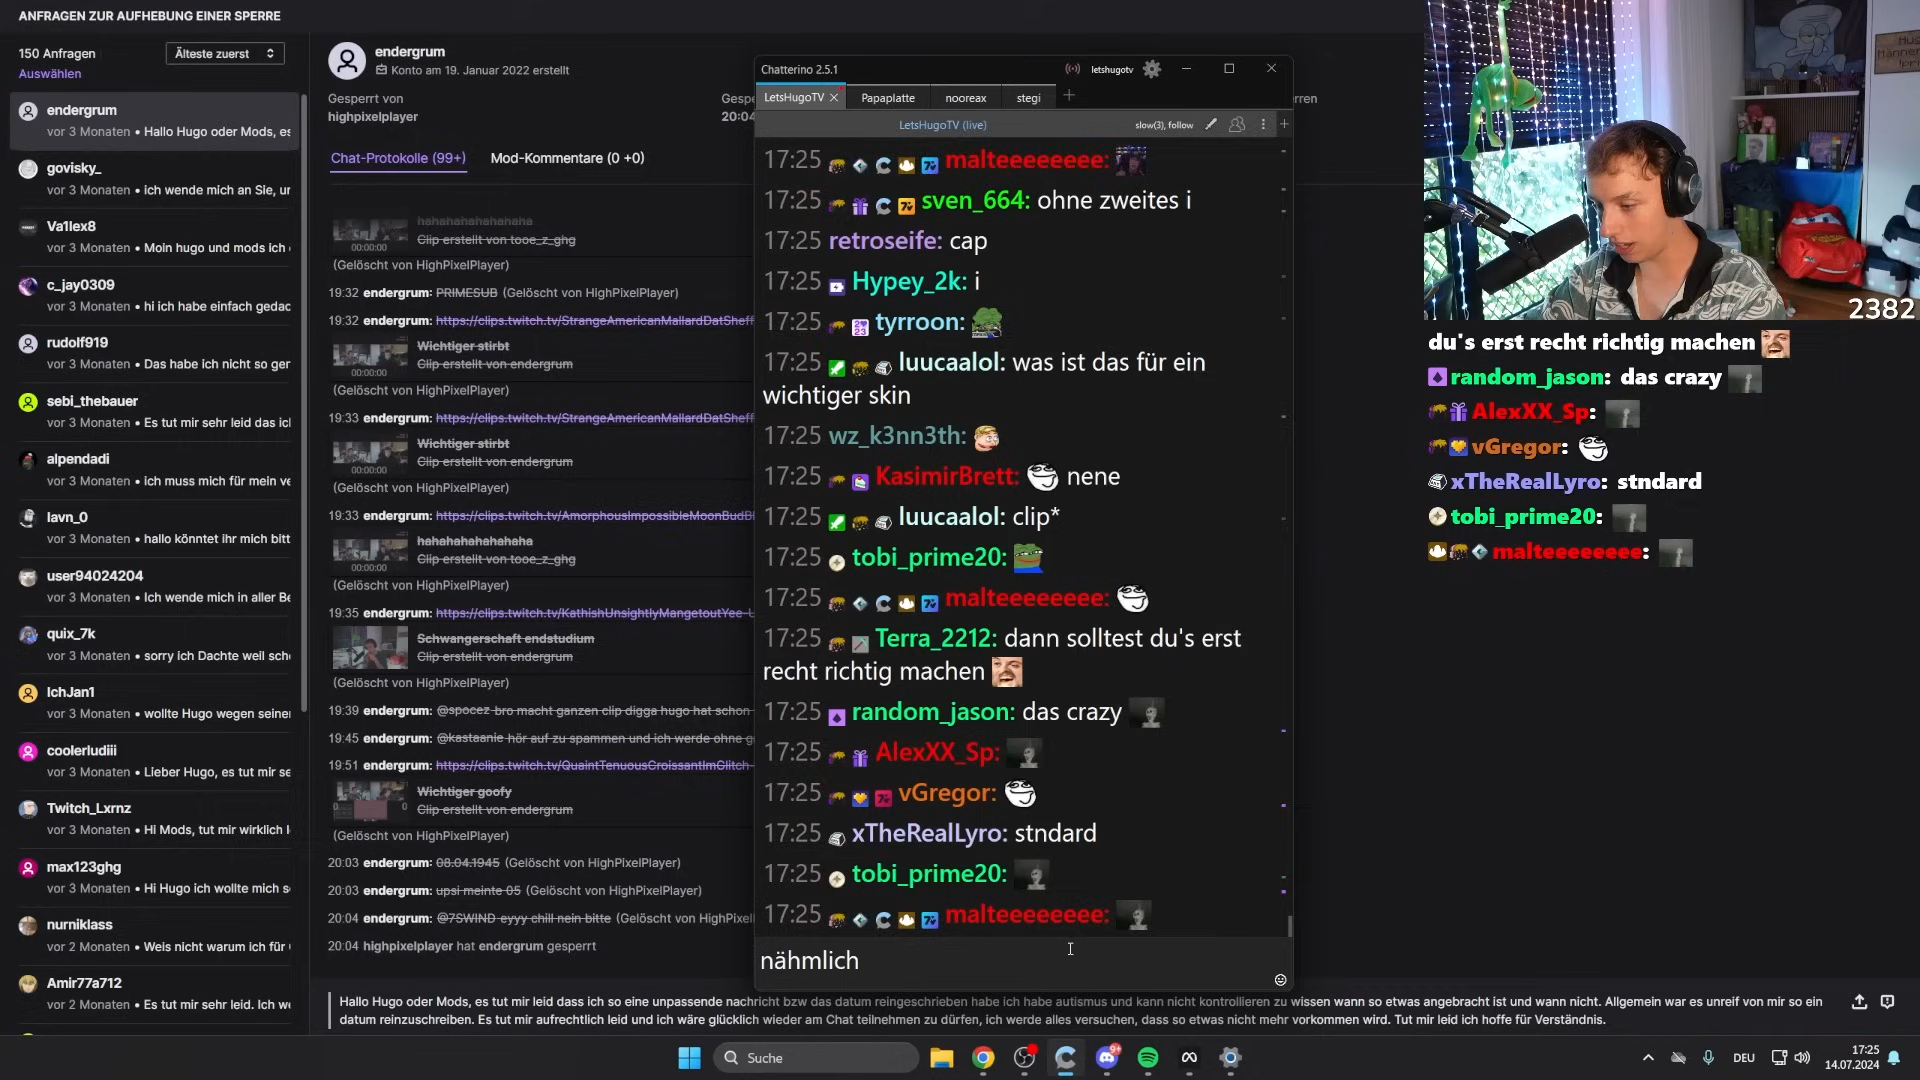 ANFRAGEN ZUR AUFHEBUNG EINER SPERRE
150 Anfragen
Älteste zuerst
Auswählen
endergrum
vor 3 Monaten • Hallo Hugo oder Mods, es
govisky_
vor 3 Monaten • ich wende mich an Sie, ur
Va1lex8
vor 3 Monaten • Moin hugo und mods ich
c_jay0309
vor 3 Monaten • hi ich habe einfach gedac
rudolf919
vor 3 Monaten • Das habe ich nicht so ger
sebi_thebauer
vor 3 Monaten • Es tut mir sehr leid das ich
alpendadi
vor 3 Monaten • ich muss mich für mein ve
lavn_0
vor 3 Monaten • hallo könntet ihr mich bitt
user94024204
vor 3 Monaten • Ich wende mich in aller Be
quix_7k
vor 3 Monaten • sorry ich Dachte weil sch
IchJan1
vor 3 Monaten • wollte Hugo wegen seine
coolerludiii
vor 3 Monaten • Lieber Hugo, es tut mir se
Twitch_Lxrnz
vor 3 Monaten • Hi Mods, tut mir wirklich l
max123ghg
vor 3 Monaten • Hi Hugo ich wollte mich s
nurniklass
vor 2 Monaten • Weis nicht warum ich für
Amir77a712
vor 2 Monaten • Es tut mir sehr leid. Ich we
endergrum
Konto am 19. Januar 2022 erstellt
Gesperrt von
highpixelplayer
Gespe
20:04
erren
Chat-Protokolle (99+)
Mod-Kommentare (0 +0)
hahahahahahahaha
Clip erstellt von tooe_z_ghg
00:00:00
(Gelöscht von HighPixelPlayer)
19:32 endergrum: PRIMESUB (Gelöscht von HighPixelPlayer)
19:32 endergrum: https://clips.twitch.tv/StrangeAmericanMallardDatSheff
Wichtiger stirbt
Clip erstellt von endergrum
00:00:00
(Gelöscht von HighPixelPlayer)
19:33 endergrum: https://clips.twitch.tv/StrangeAmericanMallardDatSheff
Wichtiger stirbt
Clip erstellt von endergrum
00:00:00
(Gelöscht von HighPixelPlayer)
19:33 endergrum: https://clips.twitch.tv/AmorphousImpossibleMoonBudBl
hahahahahahahaha
Clip erstellt von tooe_z_ghg
00:00:00
(Gelöscht von HighPixelPlayer)
19:35 endergrum: https://clips.twitch.tv/KathishUnsightlyMangetoutYee-L
Schwangerschaft endstudium
Clip erstellt von endergrum
(Gelöscht von HighPixelPlayer)
19:39 endergrum: @spocez bro macht ganzen clip digga hugo hat schon
19:45 endergrum: @kastaanie hör auf zu spammen und ich werde ohne g
19:51 endergrum: https://clips.twitch.tv/QuaintTenuousCroissantImGlitch-
Wichtiger goofy
Clip erstellt von endergrum
(Gelöscht von HighPixelPlayer)
20:03 endergrum: 08.04.1945 (Gelöscht von HighPixelPlayer)
20:03 endergrum: upsi meinte 05 (Gelöscht von HighPixelPlayer)
20:04 endergrum: @7SWIND eyyy chill nein bitte (Gelöscht von HighPixel
20:04 highpixelplayer hat endergrum gesperrt
Hallo Hugo oder Mods, es tut mir leid dass ich so eine unpassende nachricht bzw das datum reingeschrieben habe ich habe autismus und kann nicht kontrollieren zu wissen wann so etwas angebracht ist und wann nicht. Allgemein war es unreif von mir so ein
datum reinzuschreiben. Es tut mir aufrechtlich leid und ich wäre glücklich wieder am Chat teilnehmen zu dürfen, ich werde alles versuchen, dass so etwas nicht mehr vorkommen wird. Tut mir leid ich hoffe für Verständnis.
Chatterino 2.5.1
letshugotv
LetsHugoTV
Papaplatte
nooreax
stegi
LetsHugoTV (live)
slow(3), follow
17:25 malteeeeeeee:
17:25 sven_664: ohne zweites i
17:25 retroseife: cap
17:25 Hypey_2k: i
17:25 tyrroon:
17:25 luucaalol: was ist das für ein
wichtiger skin
17:25 wz_k3nn3th:
17:25 KasimirBrett: nene
17:25 luucaalol: clip*
17:25 tobi_prime20:
17:25 malteeeeeeee:
17:25 Terra_2212: dann solltest du's erst
recht richtig machen
17:25 random_jason: das crazy
17:25 AlexXX_Sp:
17:25 vGregor:
17:25 xTheRealLyro: stndard
17:25 tobi_prime20:
17:25 malteeeeeeee:
nähmlich
2382
du's erst recht richtig machen
random_jason: das crazy
AlexXX_Sp:
vGregor:
xTheRealLyro: stndard
tobi_prime20:
malteeeeeeee:
Suche
DEU
17:25
14.07.2024